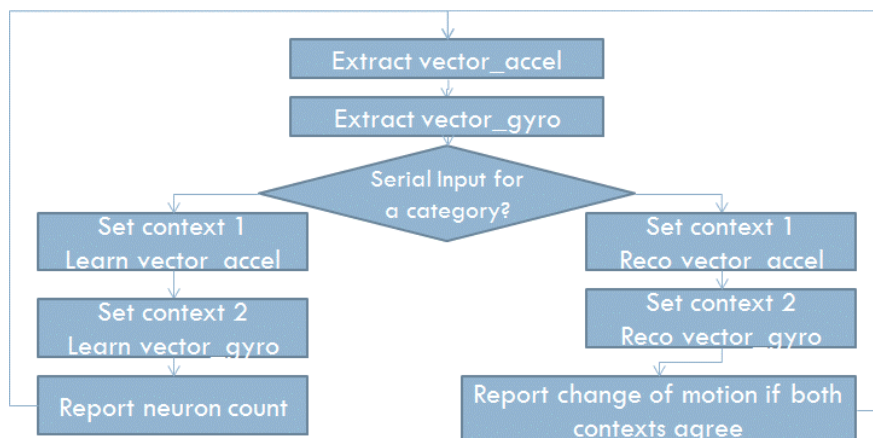 Extract vector_accel
Extract vector_gyro
Serial Input for
a category?
Set context 1
Learn vector_accel
Set context 2
Learn vector_gyro
Report neuron count
Set context 1
Reco vector_accel
Set context 2
Reco vector_gyro
Report change of motion if both
contexts agree